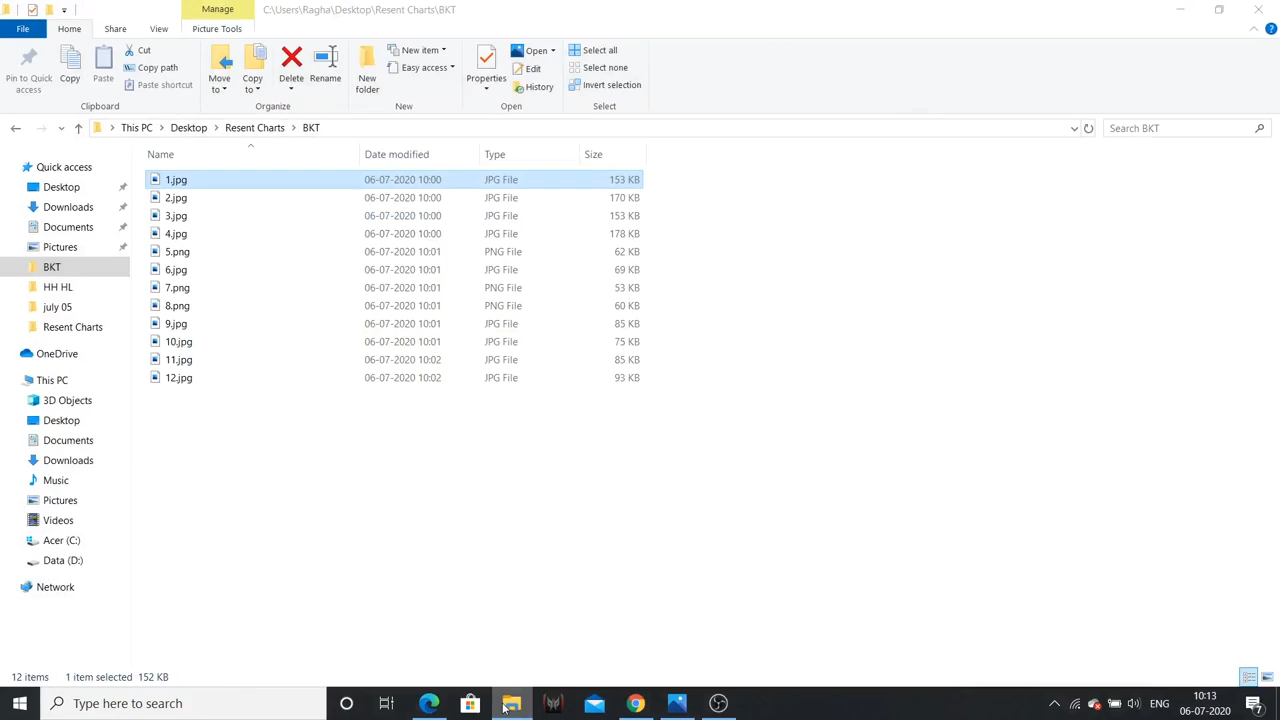 Manage C:\Users\Ragha\Desktop\Resent Charts\BKT
File Home Share View Picture Tools
Pin to Quick access
Copy
Paste
Cut
Copy path
Paste shortcut
Clipboard
Move to
Copy to
Delete
Rename
Organize
New folder
New item
Easy access
New
Properties
Open
Edit
History
Open
Select all
Select none
Invert selection
Select
This PC Desktop Resent Charts BKT
Search BKT
Quick access
Desktop
Downloads
Documents
Pictures
BKT
HH HL
july 05
Resent Charts
OneDrive
This PC
3D Objects
Desktop
Documents
Downloads
Music
Pictures
Videos
Acer (C:)
Data (D:)
Network
Name Date modified Type Size
1.jpg 06-07-2020 10:00 JPG File 153 KB
2.jpg 06-07-2020 10:00 JPG File 170 KB
3.jpg 06-07-2020 10:00 JPG File 153 KB
4.jpg 06-07-2020 10:00 JPG File 178 KB
5.png 06-07-2020 10:01 PNG File 62 KB
6.jpg 06-07-2020 10:01 JPG File 69 KB
7.png 06-07-2020 10:01 PNG File 53 KB
8.png 06-07-2020 10:01 PNG File 60 KB
9.jpg 06-07-2020 10:01 JPG File 85 KB
10.jpg 06-07-2020 10:01 JPG File 75 KB
11.jpg 06-07-2020 10:02 JPG File 85 KB
12.jpg 06-07-2020 10:02 JPG File 93 KB
12 items 1 item selected 152 KB
Type here to search
ENG
10:13
06-07-2020
7